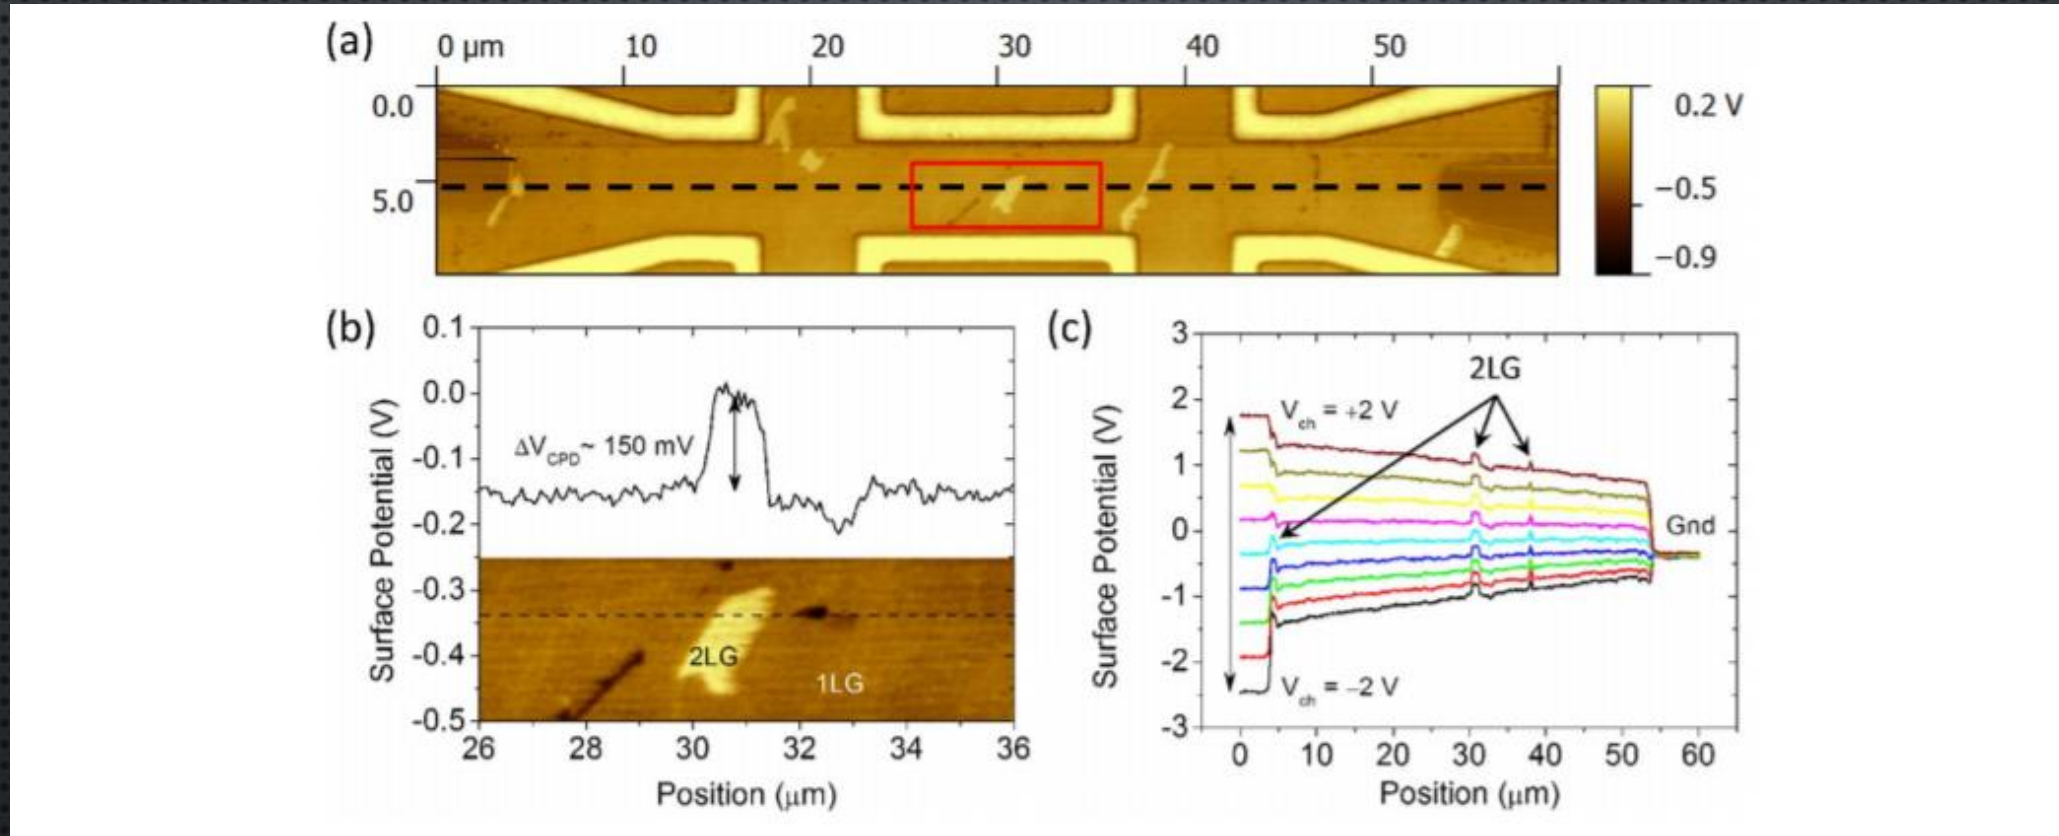 (a)
0 µm 10 20 30 40 50
0.0
5.0
0.2 V
−0.5
−0.9
(b)
Surface Potential (V)
0.1
0.0
-0.1
-0.2
-0.3
-0.4
-0.5
ΔV_CPD ~ 150 mV
2LG
1LG
26 28 30 32 34 36
Position (µm)
(c)
Surface Potential (V)
3
2
1
0
-1
-2
-3
2LG
V_ch = +2 V
Gnd
V_ch = −2 V
0 10 20 30 40 50 60
Position (µm)